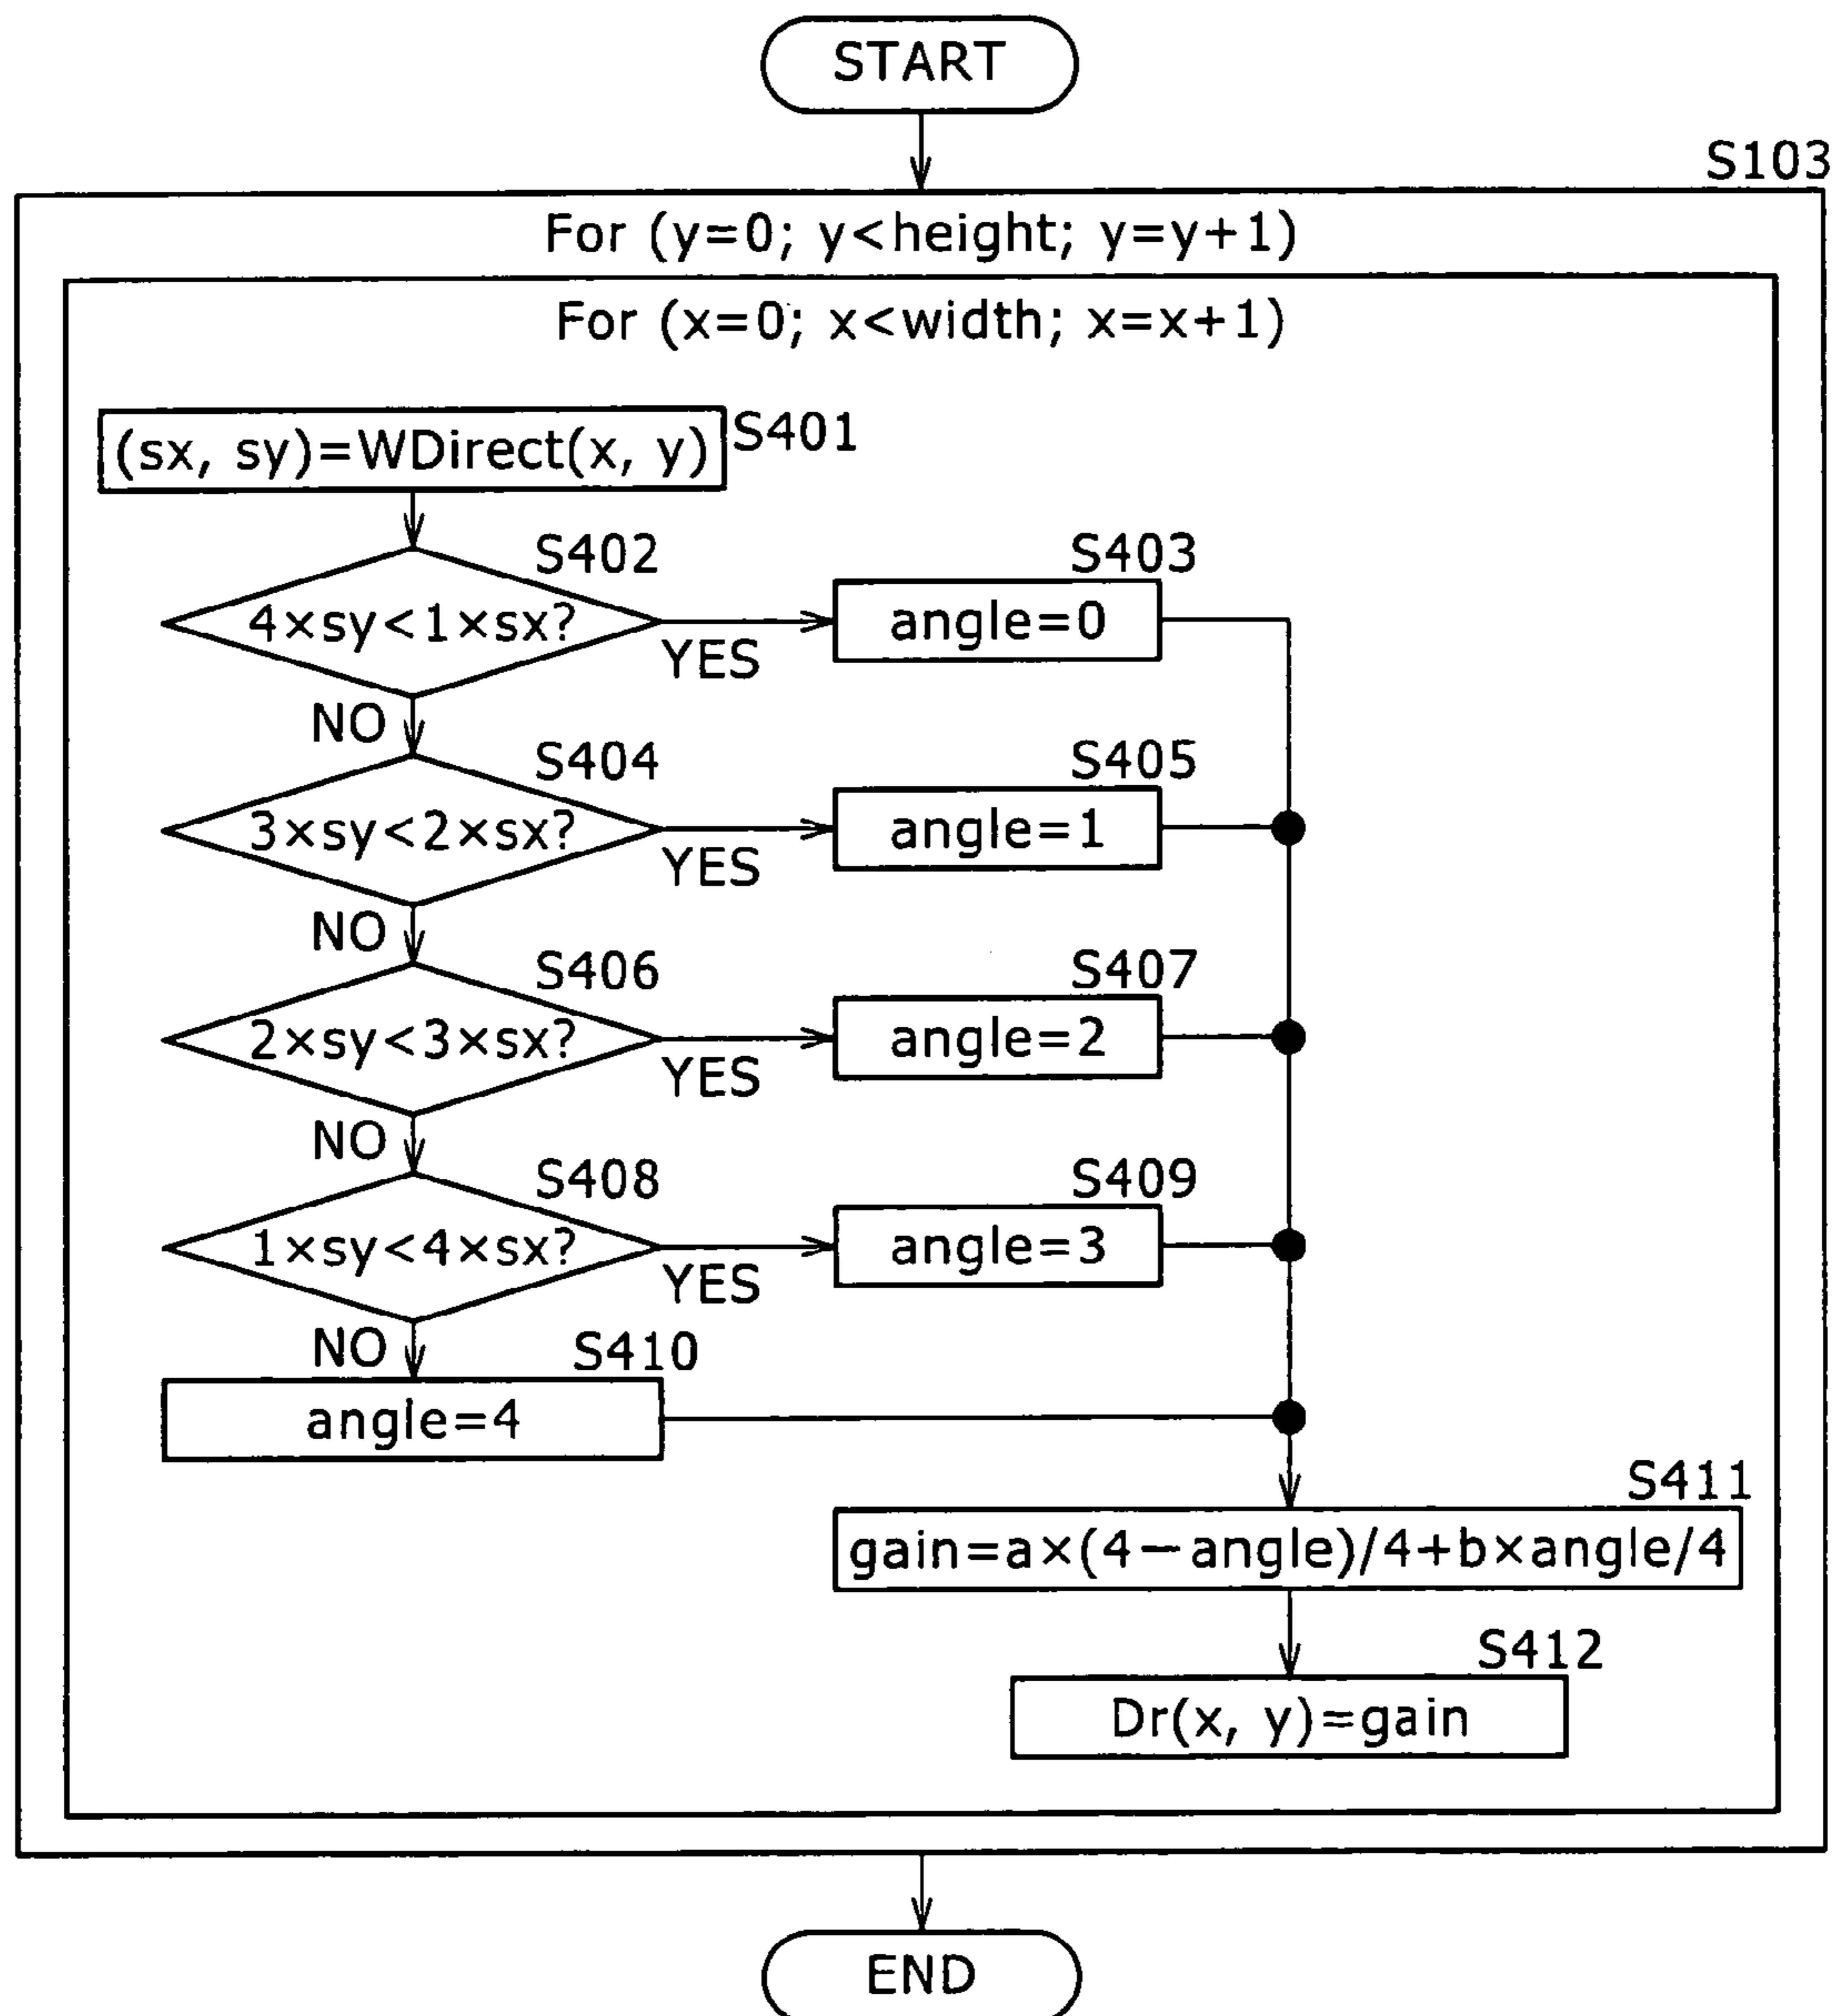 START
S103
For (y=0; y<height; y=y+1)
For (x=0; x<width; x=x+1)
(sx, sy)=WDirect(x, y)
S401
S402
4×sy<1×sx?
YES
S403
angle=0
NO
S404
3×sy<2×sx?
YES
S405
angle=1
NO
S406
2×sy<3×sx?
YES
S407
angle=2
NO
S408
1×sy<4×sx?
YES
S409
angle=3
NO
S410
angle=4
S411
gain=a×(4−angle)/4+b×angle/4
S412
Dr(x, y)=gain
END